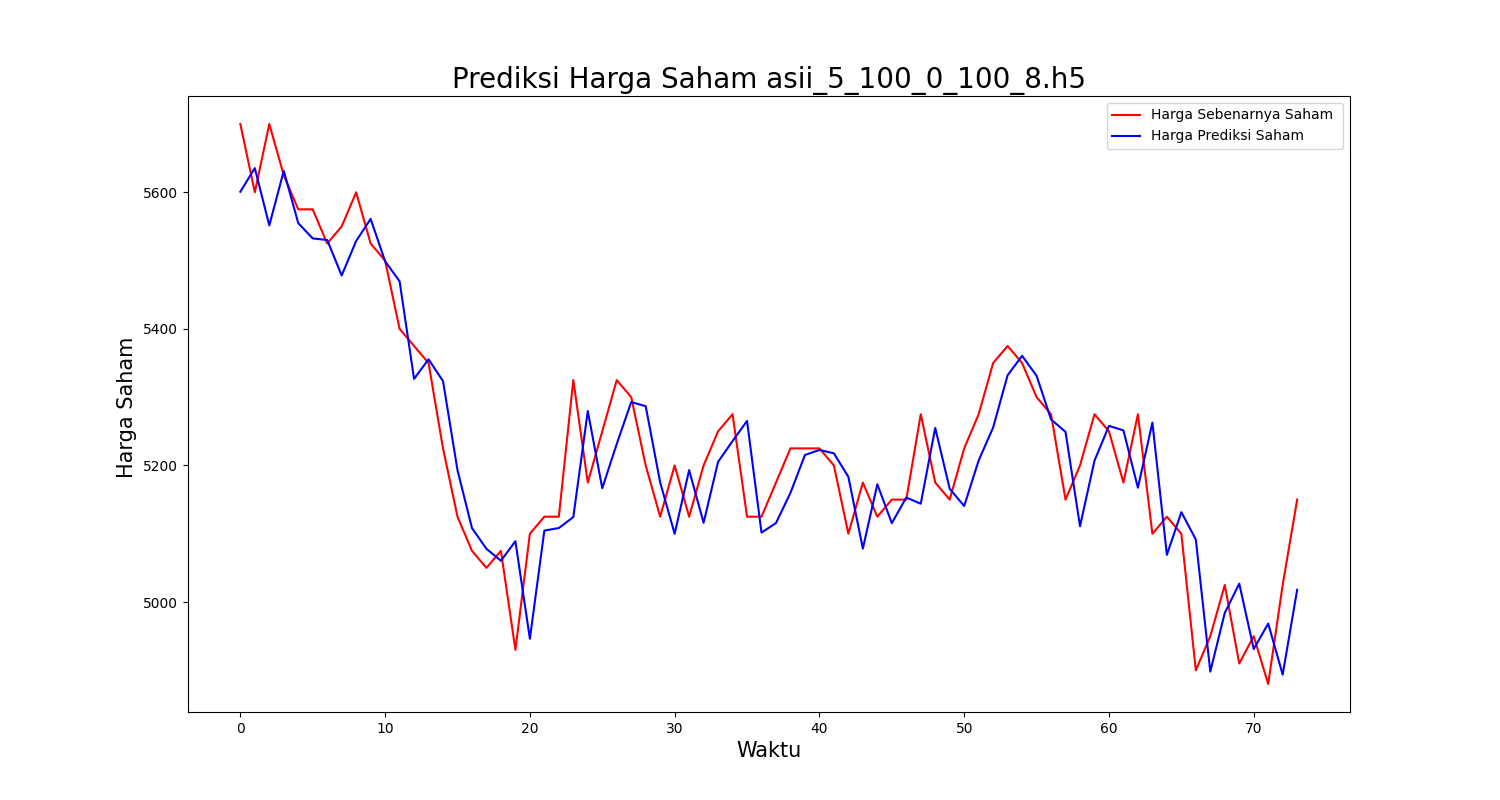 Prediksi Harga Saham asii_5_100_0_100_8.h5
Harga Sebenarnya Saham
Harga Prediksi Saham
Harga Saham
5600
5400
5200
5000
0 10 20 30 40 50 60 70
Waktu